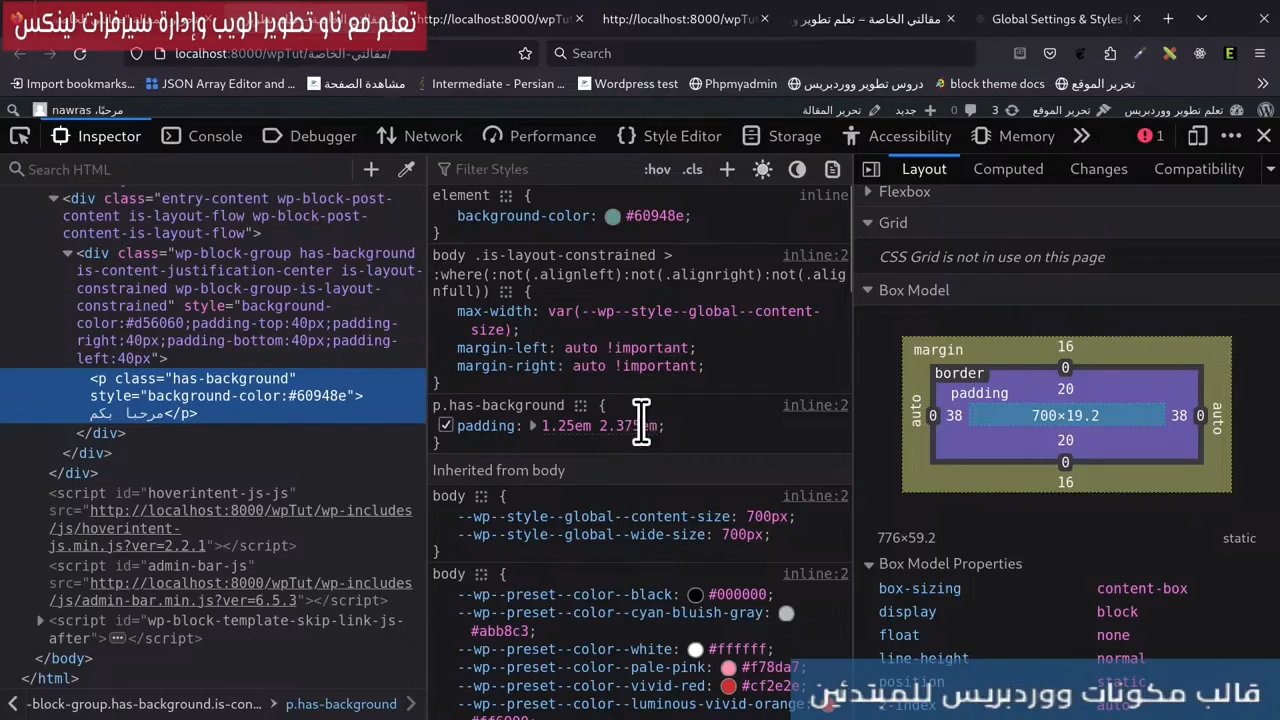 تعلم مع ناو تطوير الويب وإدارة سيرفرات لينكس
http://localhost:8000/wpTut
http://localhost:8000/wpTut
مقالتي الخاصة – تعلم تطوير و
Global Settings & Styles (
localhost:8000/wpTut/مقالتي-الخاصة/
Search
Import bookmarks...
JSON Array Editor and ...
مشاهدة الصفحة
Intermediate - Persian ...
Wordpress test
Phpmyadmin
دروس تطوير ووردبريس
block theme docs
تحرير الموقع
مرحبًا، nawras
تحرير المقالة
جديد
0
3
تحرير الموقع
تعلم تطوير ووردبريس
Inspector
Console
Debugger
Network
Performance
Style Editor
Storage
Accessibility
Memory
1
Search HTML
Filter Styles
:hov
.cls
Layout
Computed
Changes
Compatibility
<div class="entry-content wp-block-post-
content is-layout-flow wp-block-post-
content-is-layout-flow">
<div class="wp-block-group has-background
is-content-justification-center is-layout-
constrained wp-block-group-is-layout-
constrained" style="background-
color:#d56060;padding-top:40px;padding-
right:40px;padding-bottom:40px;padding-
left:40px">
<p class="has-background"
style="background-color:#60948e">
مرحبا بكم</p>
</div>
</div>
</div>
<script id="hoverintent-js-js"
src="http://localhost:8000/wpTut/wp-includes
/js/hoverintent-
js.min.js?ver=2.2.1"></script>
<script id="admin-bar-js"
src="http://localhost:8000/wpTut/wp-includes
/js/admin-bar.min.js?ver=6.5.3"></script>
<script id="wp-block-template-skip-link-js-
after"></script>
</body>
</html>
-block-group.has-background.is-con...
p.has-background
element {
inline
background-color: #60948e;
}
body .is-layout-constrained >
inline:2
:where(:not(.alignleft):not(.alignright):not(.alig
nfull)) {
max-width: var(--wp--style--global--content-
size);
margin-left: auto !important;
margin-right: auto !important;
}
p.has-background {
inline:2
padding: 1.25em 2.375em;
}
Inherited from body
body {
inline:2
--wp--style--global--content-size: 700px;
--wp--style--global--wide-size: 700px;
}
body {
inline:2
--wp--preset--color--black: #000000;
--wp--preset--color--cyan-bluish-gray:
#abb8c3;
--wp--preset--color--white: #ffffff;
--wp--preset--color--pale-pink: #f78da7;
--wp--preset--color--vivid-red: #cf2e2e;
--wp--preset--color--luminous-vivid-orange:
#ff6900;
Flexbox
Grid
CSS Grid is not in use on this page
Box Model
margin
16
border
0
padding
20
auto
0
38
700×19.2
38
0
auto
20
0
16
776×59.2
static
Box Model Properties
box-sizing
content-box
display
block
float
none
line-height
normal
position
static
z-index
auto
قالب مكونات ووردبريس للمبتدئين